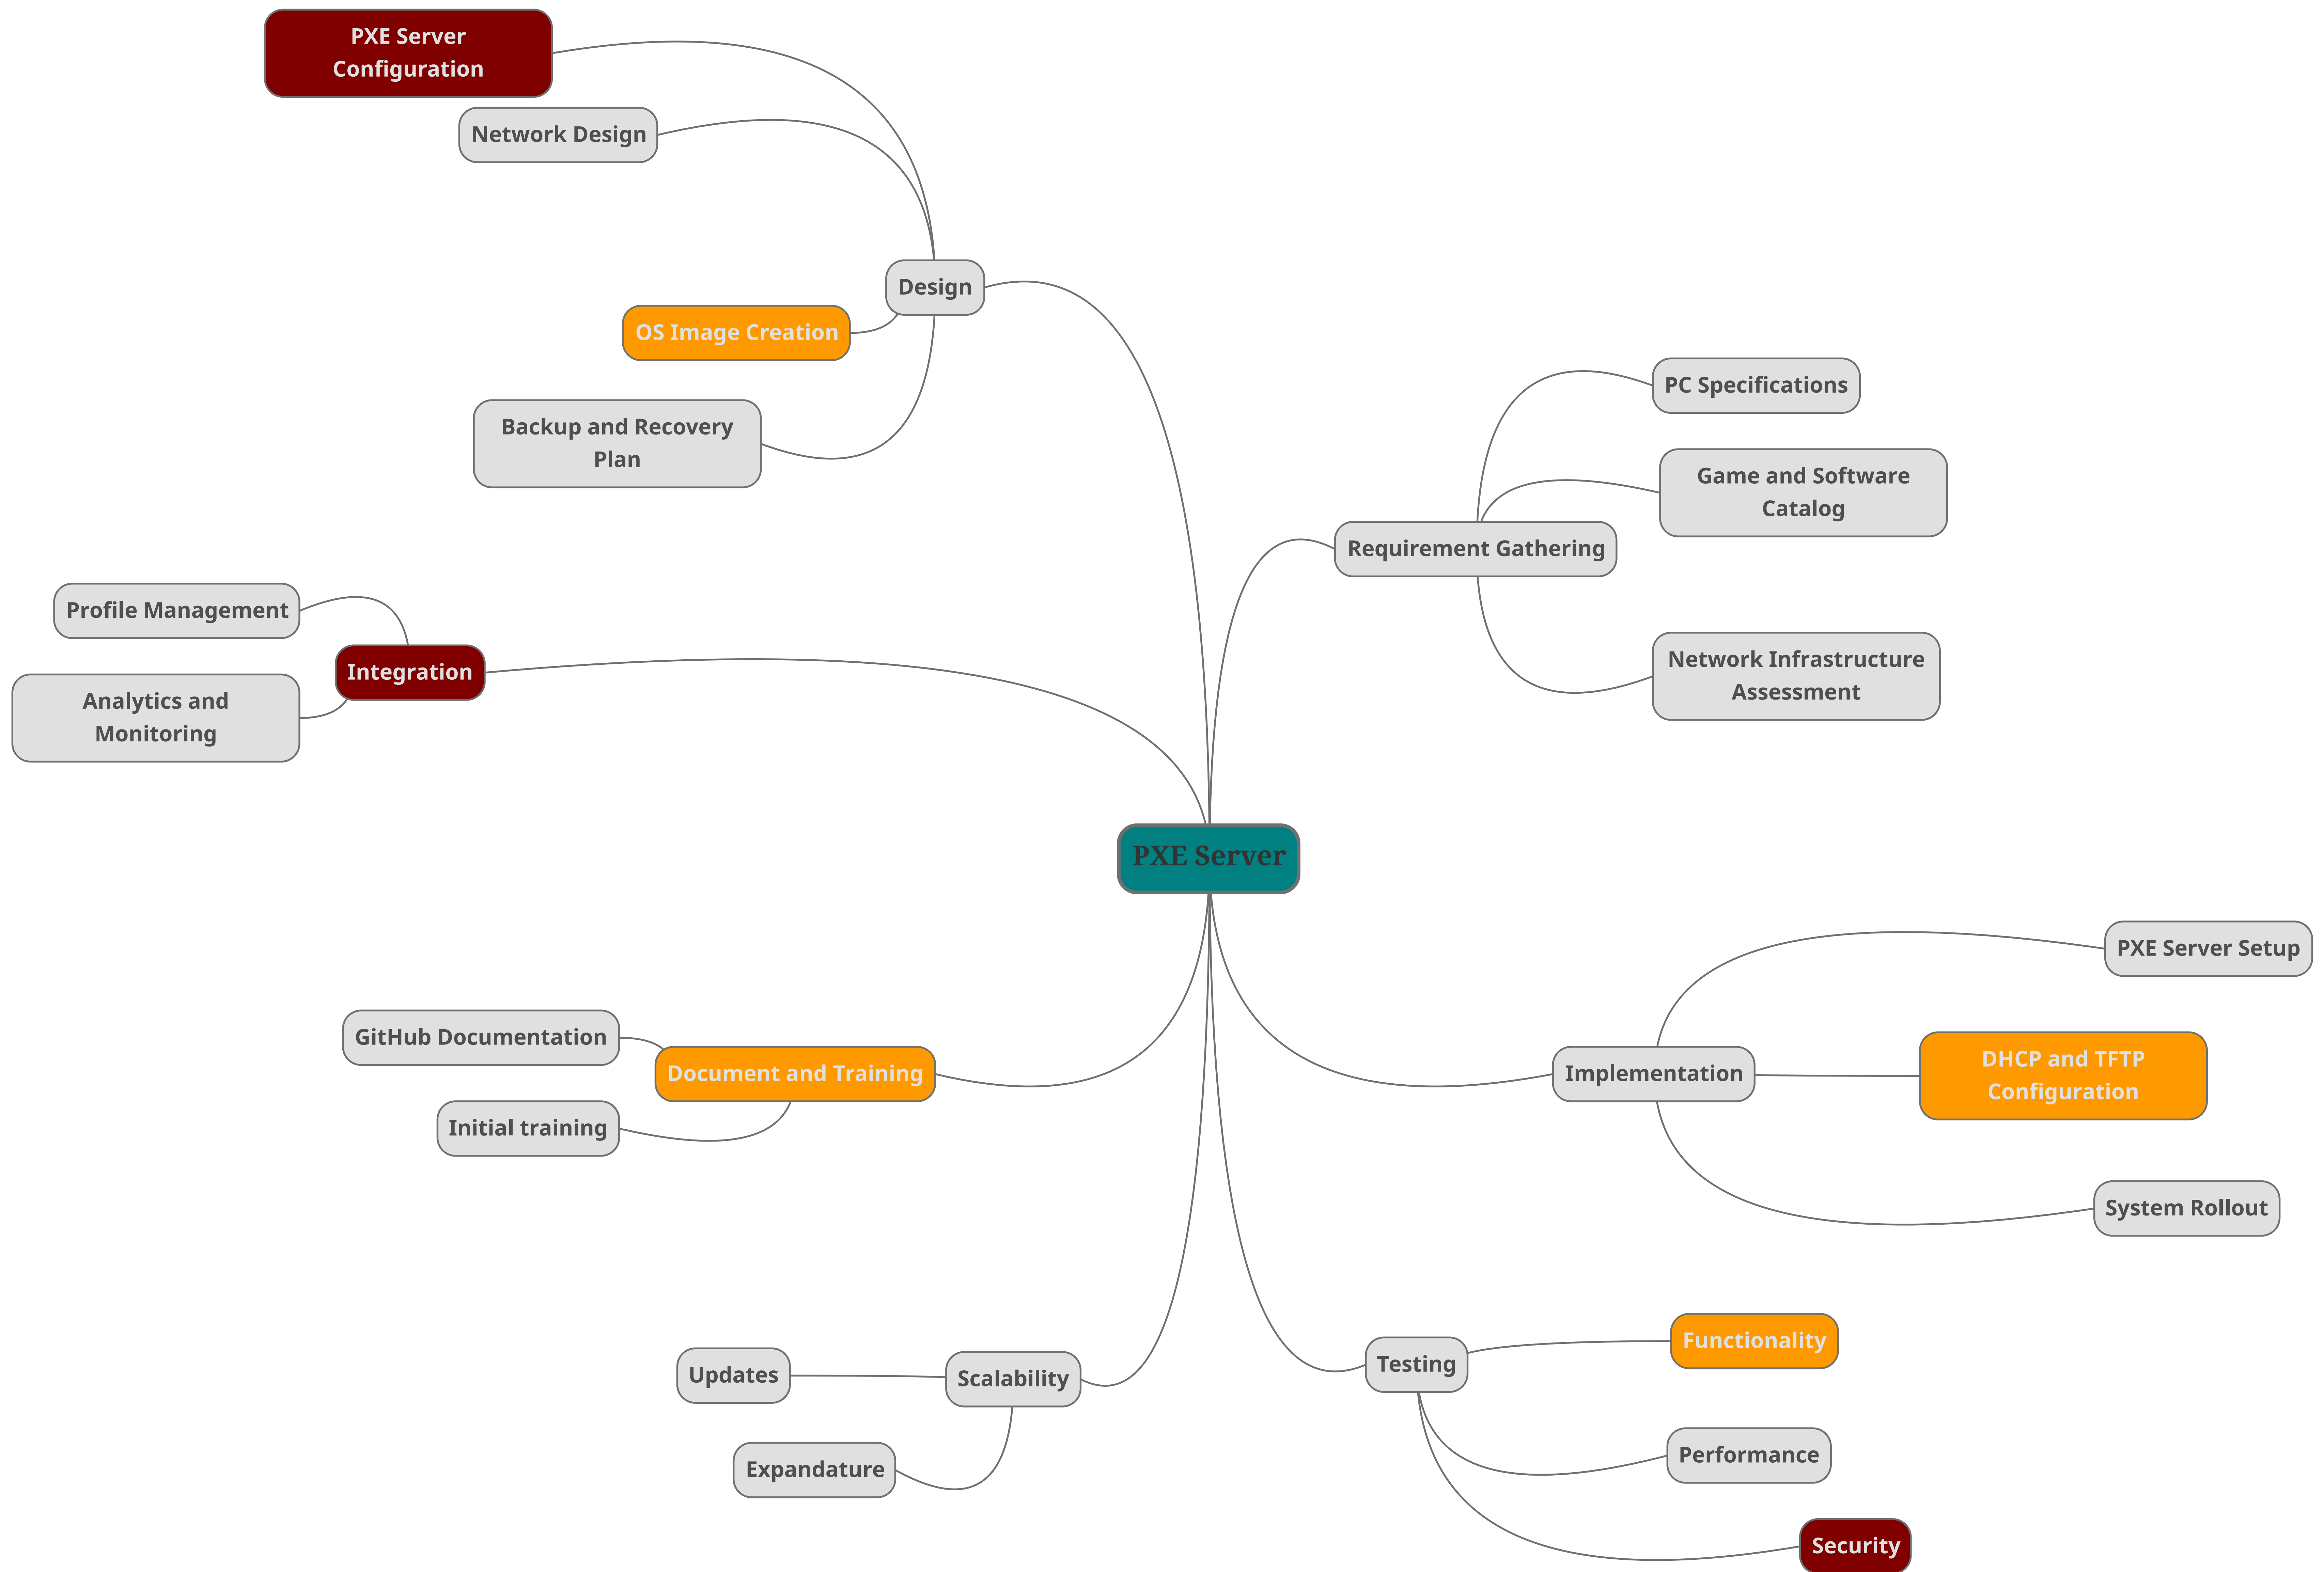 PXE Server
Configuration
Network Design
Design
OS Image Creation
Backup and Recovery
Plan
Profile Management
Integration
Analytics and
Monitoring
PC Specifications
Game and Software
Catalog
Requirement Gathering
Network Infrastructure
Assessment
PXE Server
GitHub Documentation
Document and Training
Initial training
PXE Server Setup
Implementation
DHCP and TFTP
Configuration
System Rollout
Updates
Scalability
Expandature
Functionality
Testing
Performance
Security